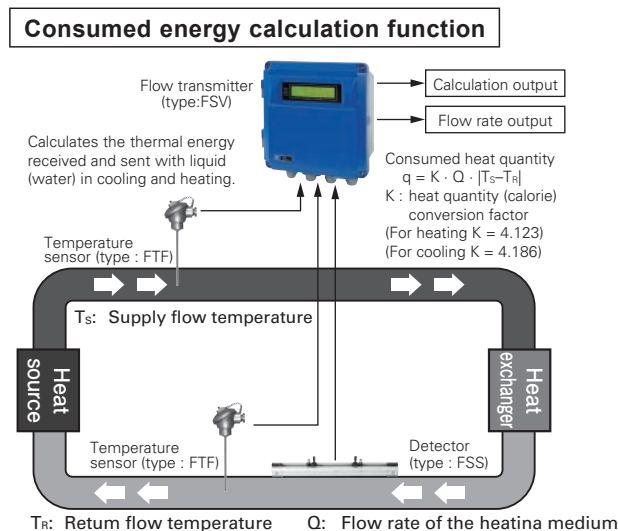 Consumed energy calculation function
Flow transmitter
(type:FSV)
Calculation output
Flow rate output
Calculates the thermal energy
received and sent with liquid
(water) in cooling and heating.
Consumed heat quantity
q = K · Q · |Ts–TR|
K : heat quantity (calorie)
conversion factor
(For heating K = 4.123)
(For cooling K = 4.186)
Temperature
sensor (type : FTF)
Ts: Supply flow temperature
Heat
source
Heat
exchanger
Temperature
sensor (type : FTF)
Detector
(type : FSS)
TR: Retum flow temperature
Q: Flow rate of the heatina medium